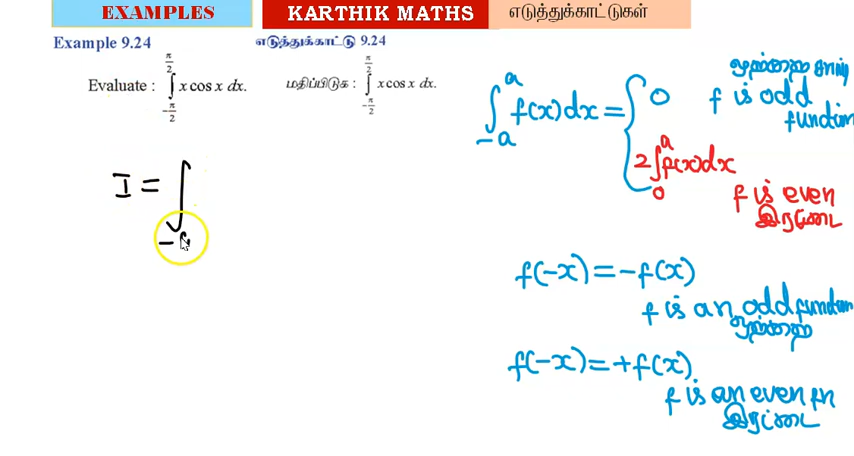 EXAMPLES KARTHIK MATHS எடுத்துக்காட்டுகள்
Example 9.24
Evaluate : ∫_{-π/2}^{π/2} x cos x dx.
எடுத்துக்காட்டு 9.24
மதிப்பிடுக : ∫_{-π/2}^{π/2} x cos x dx.
I = ∫
∫_{-a}^{a} f(x)dx = { 0
f is odd
2∫_{0}^{a} f(x)dx
f is even
இரட்டை
f(-x) = -f(x)
f is an odd
f(-x) = +f(x)
f is an even fn
இரட்டை